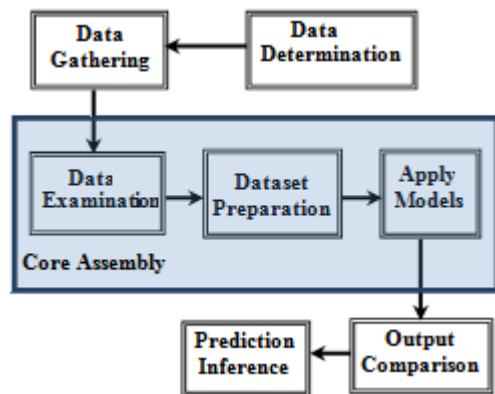 Data
Gathering
Data
Determination
Data
Examination
Dataset
Preparation
Apply
Models
Core Assembly
Prediction
Inference
Output
Comparison